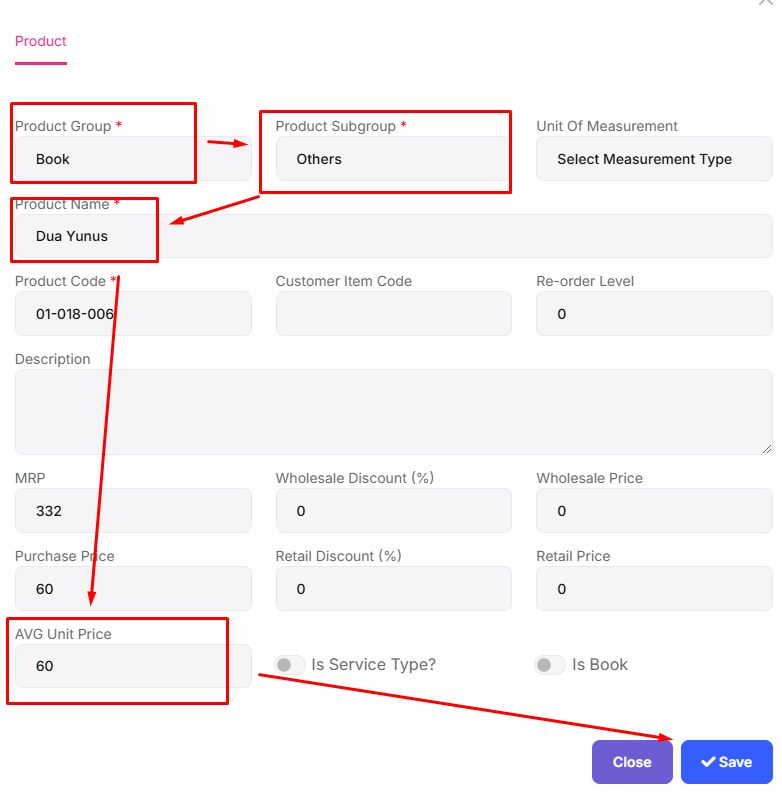 Product
Product Group * Product Subgroup * Unit Of Measurement
Book Others Select Measurement Type
Product Name *
Dua Yunus
Product Code * Customer Item Code Re-order Level
01-018-006 0
Description
MRP Wholesale Discount (%) Wholesale Price
332 0 0
Purchase Price Retail Discount (%) Retail Price
60 0 0
AVG Unit Price
60 Is Service Type? Is Book
Close Save